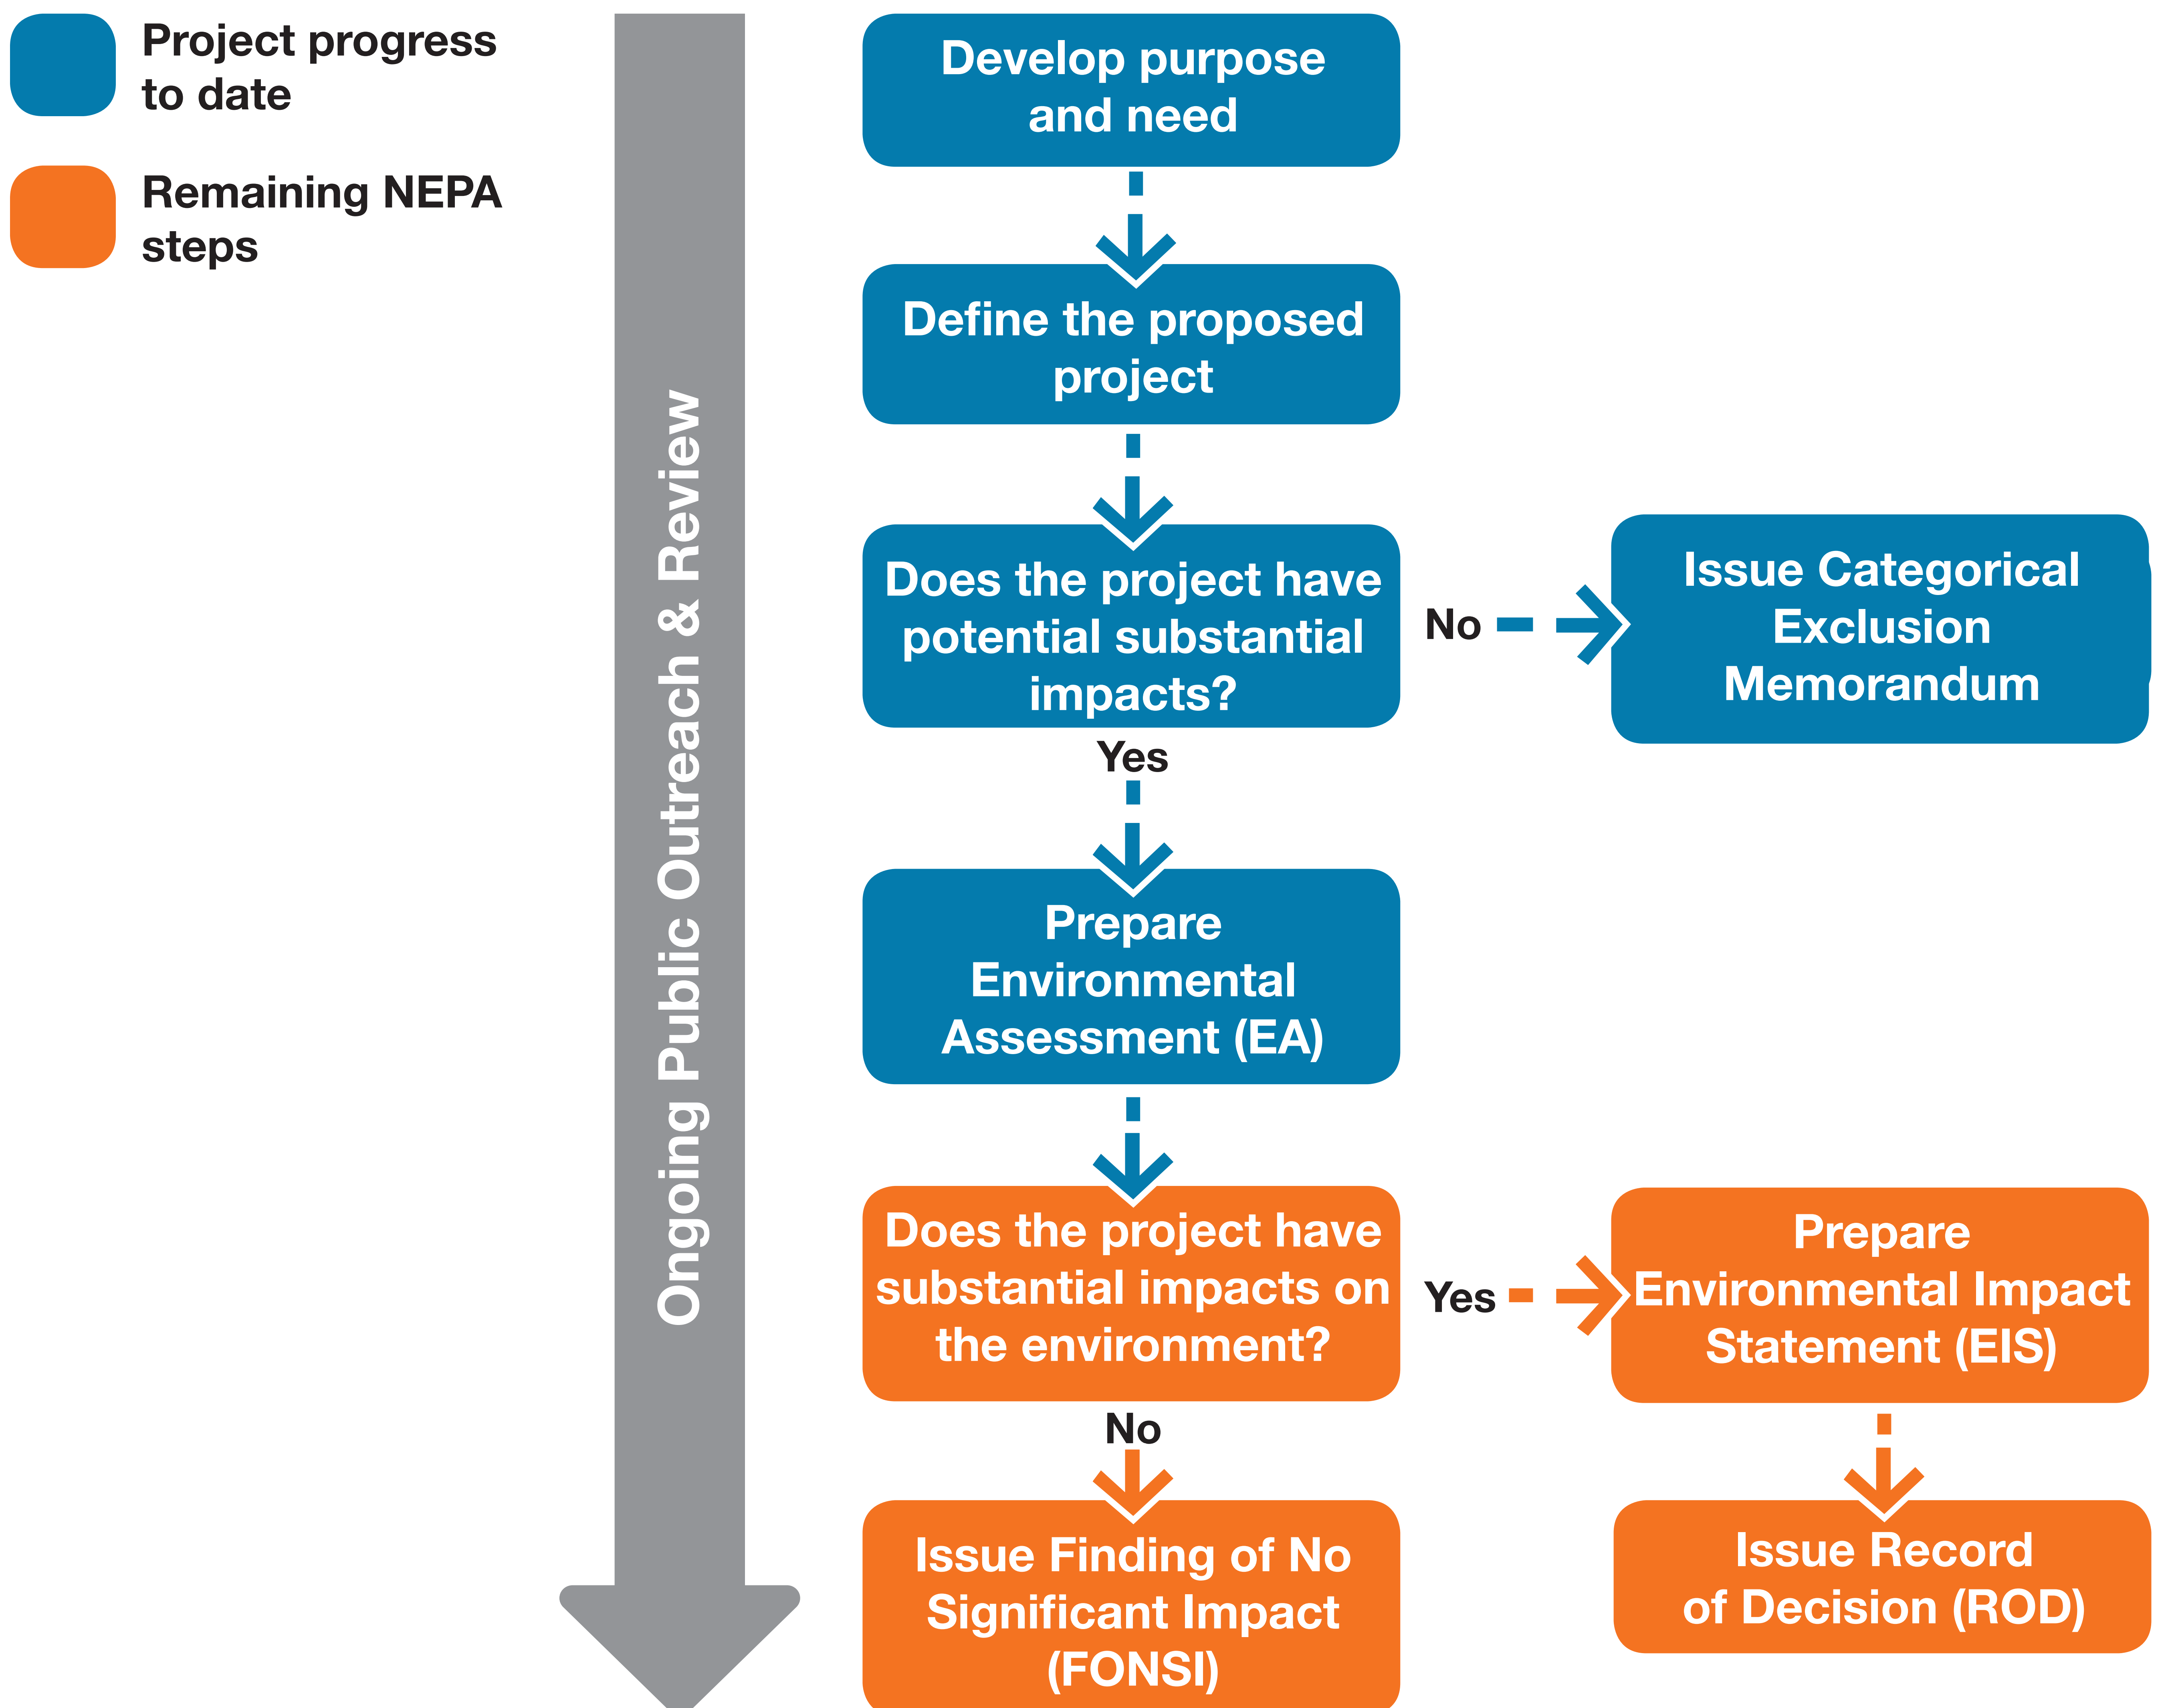 Project progress
to date
Remaining NEPA
steps
Ongoing Public Outreach & Review
Develop purpose
and need
Define the proposed
project
Does the project have
potential substantial
impacts?
No
Issue Categorical
Exclusion
Memorandum
Yes
Prepare
Environmental
Assessment (EA)
Does the project have
substantial impacts on
the environment?
Yes
Prepare
Environmental Impact
Statement (EIS)
No
Issue Finding of No
Significant Impact
(FONSI)
Issue Record
of Decision (ROD)